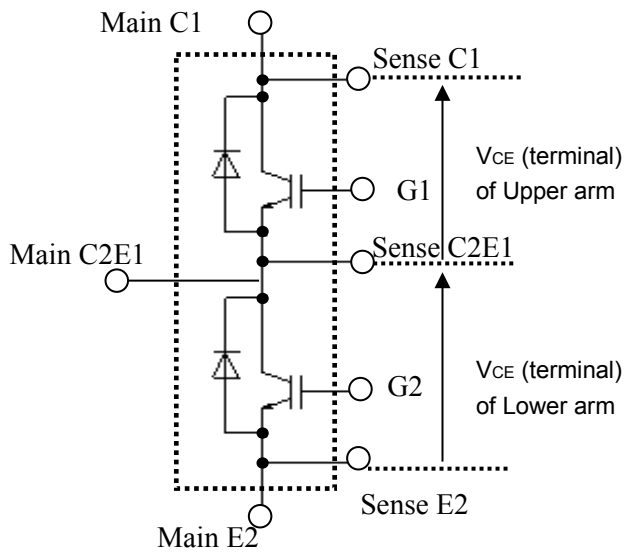 Main C1
Sense C1
VCE (terminal)
of Upper arm
G1
Sense C2E1
Main C2E1
VCE (terminal)
of Lower arm
G2
Sense E2
Main E2